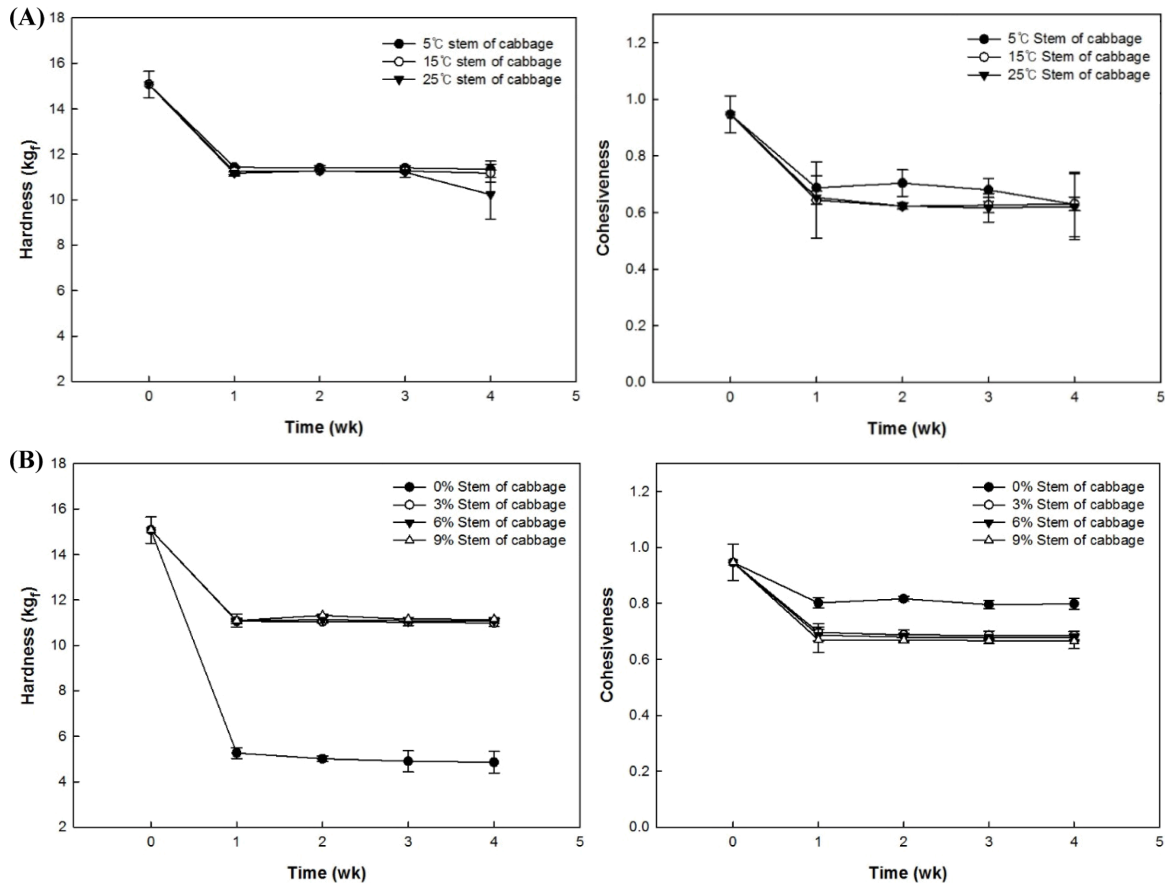 (A)
18
16
14
12
10
8
6
4
2
Hardness (kgf)
5℃ stem of cabbage
15℃ stem of cabbage
25℃ stem of cabbage
0 1 2 3 4 5
Time (wk)
1.2
1.0
0.8
0.6
0.4
0.2
0.0
Cohesiveness
5℃ Stem of cabbage
15℃ Stem of cabbage
25℃ Stem of cabbage
0 1 2 3 4 5
Time (wk)
(B)
18
16
14
12
10
8
6
4
2
Hardness (kgf)
0% Stem of cabbage
3% Stem of cabbage
6% Stem of cabbage
9% Stem of cabbage
0 1 2 3 4 5
Time (wk)
1.2
1.0
0.8
0.6
0.4
0.2
0.0
Cohesiveness
0% Stem of cabbage
3% Stem of cabbage
6% Stem of cabbage
9% Stem of cabbage
0 1 2 3 4 5
Time (wk)